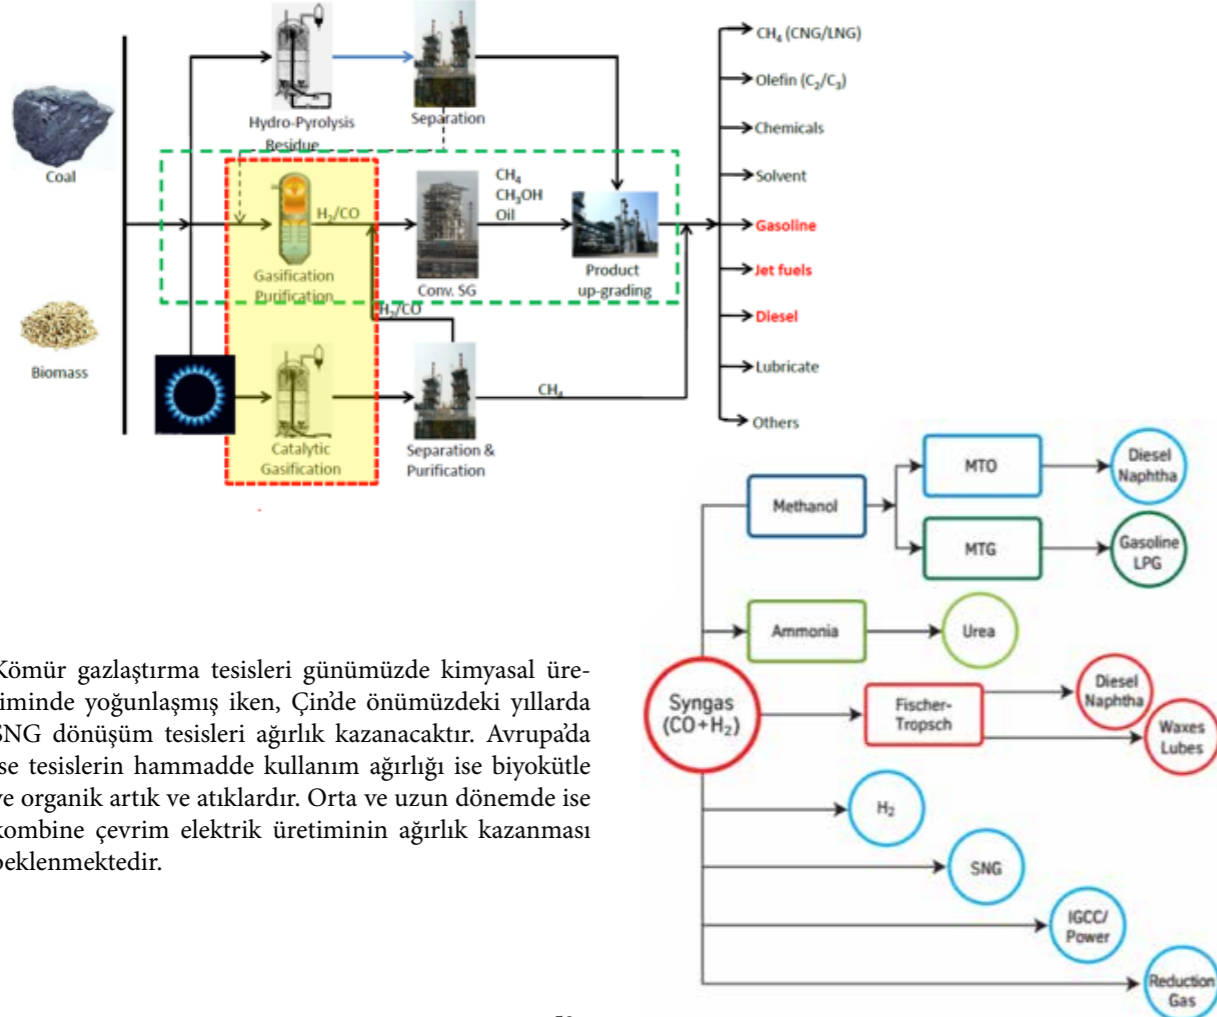 CH₄ (CNG/LNG)
Olefin (C₂/C₃)
Chemicals
Solvent
Gasoline
Jet fuels
Diesel
Lubricate
Others
Hydro-Pyrolysis
Residue
Separation
Coal
CH₄
CH₃OH
Oil
H₂/CO
Gasification
Purification
Conv. SG
Product
up-grading
H₂/CO
Biomass
CH₄
Catalytic
Gasification
Separation &
Purification
Methanol
MTO
Diesel
Naphtha
MTG
Gasoline
LPG
Ammonia
Urea
Syngas
(CO+H₂)
Fischer-
Tropsch
Diesel
Naphtha
Waxes
Lubes
H₂
SNG
IGCC/
Power
Reduction
Gas
Kömür gazlaştırma tesisleri günümüzde kimyasal üre-
timinde yoğunlaşmış iken, Çin'de önümüzdeki yıllarda
SNG dönüşüm tesisleri ağırlık kazanacaktır. Avrupa'da
ise tesislerin hammadde kullanım ağırlığı ise biyokütle
ve organik artık ve atıklardır. Orta ve uzun dönemde ise
kombine çevrim elektrik üretiminin ağırlık kazanması
beklenmektedir.